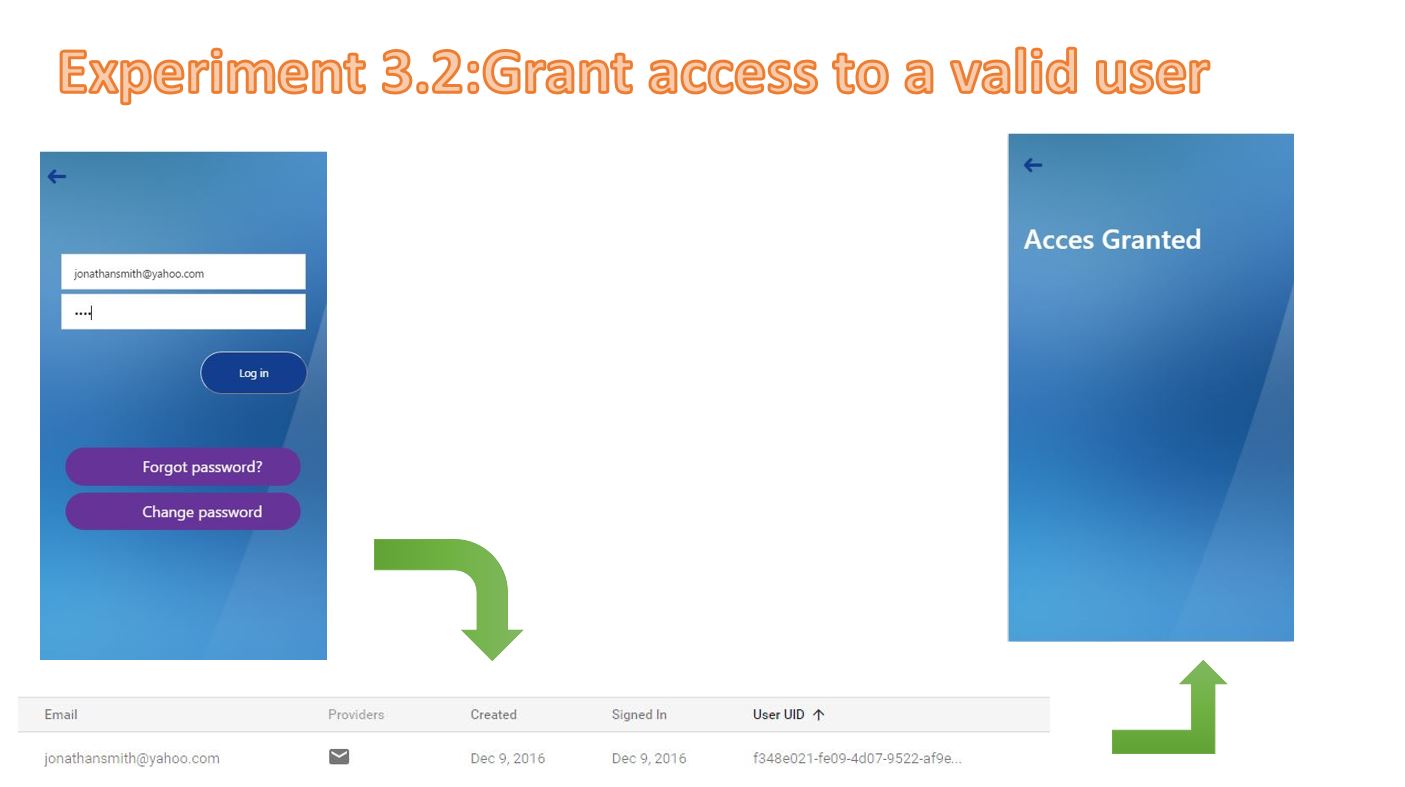 Experiment 3.2:Grant access to a valid user
jonathansmith@yahoo.com
••••
Log in
Forgot password?
Change password
Acces Granted
Email Providers Created Signed In User UID ↑
jonathansmith@yahoo.com Dec 9, 2016 Dec 9, 2016 f348e021-fe09-4d07-9522-af9e...